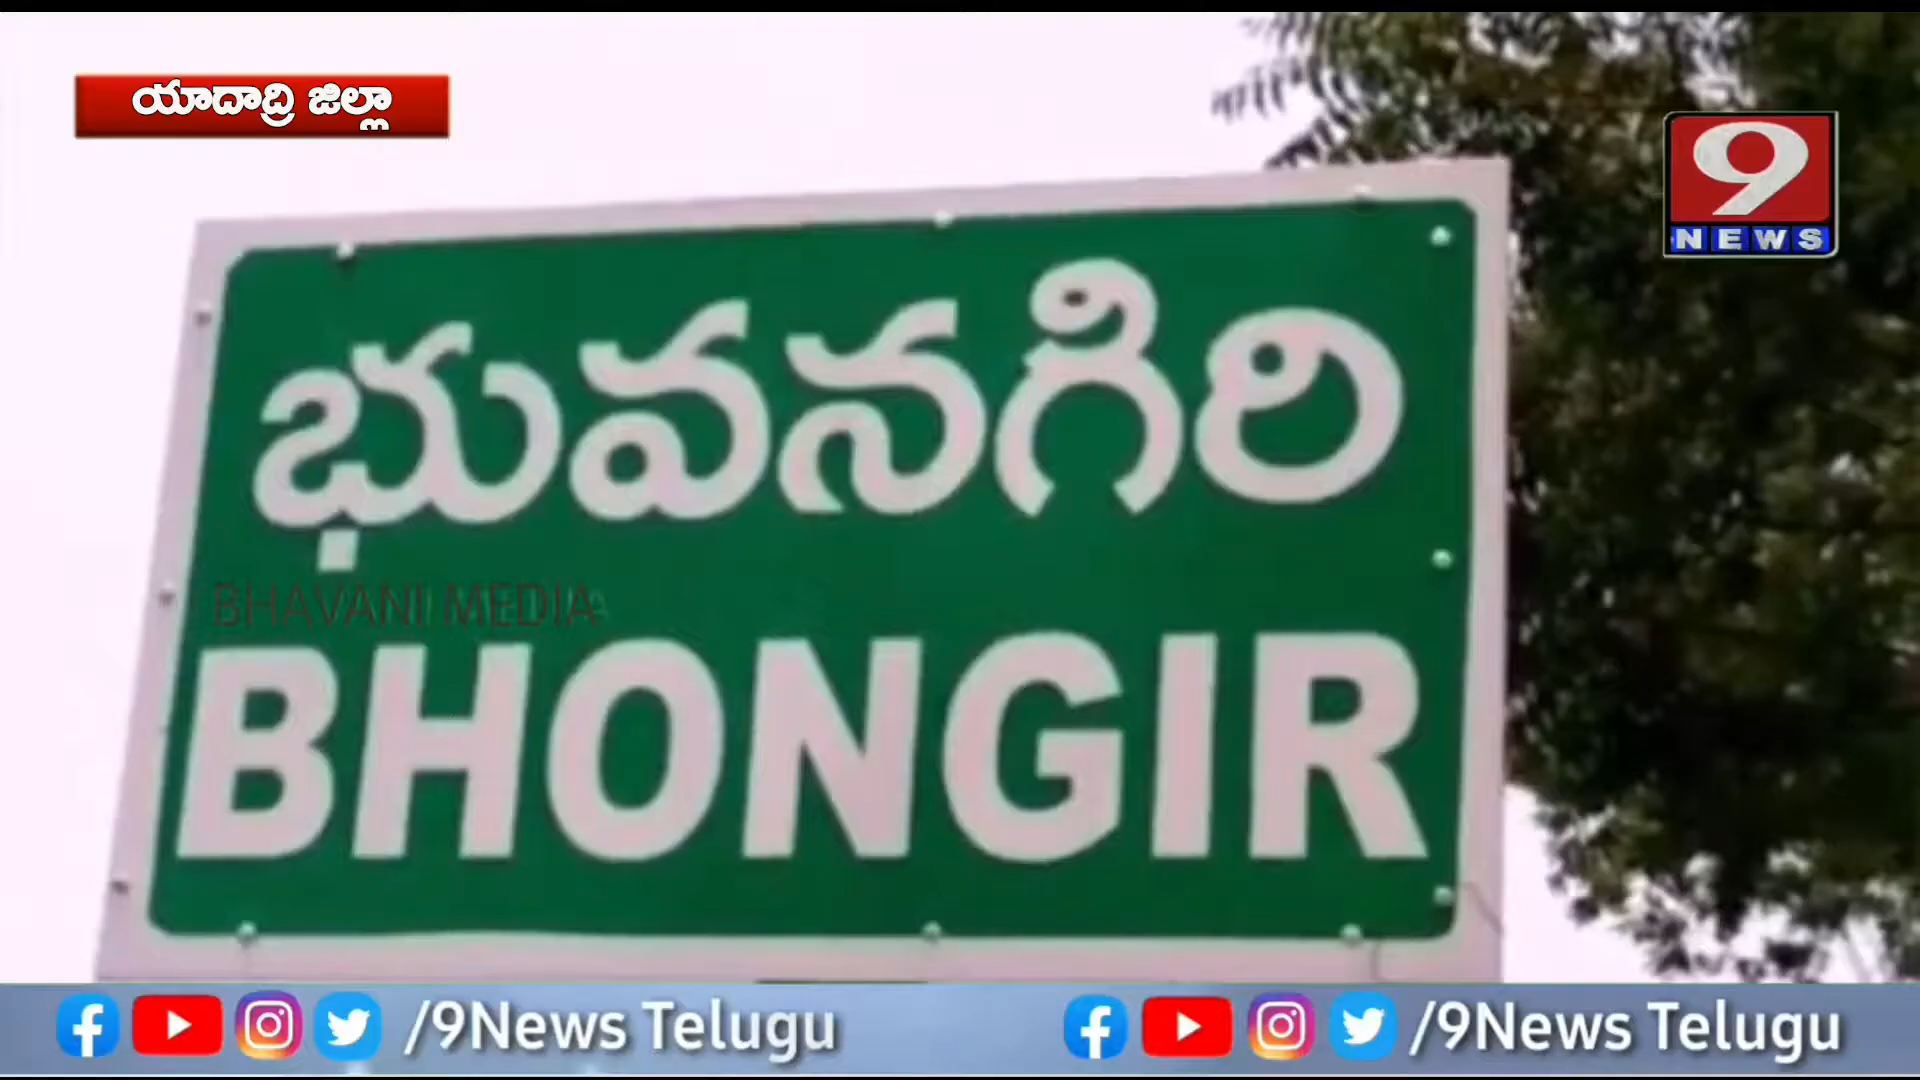 యాదాద్రి జిల్లా
9
NEWS
భువనగిరి
BHAVANI MEDIA
BHONGIR
/9News Telugu
/9News Telugu